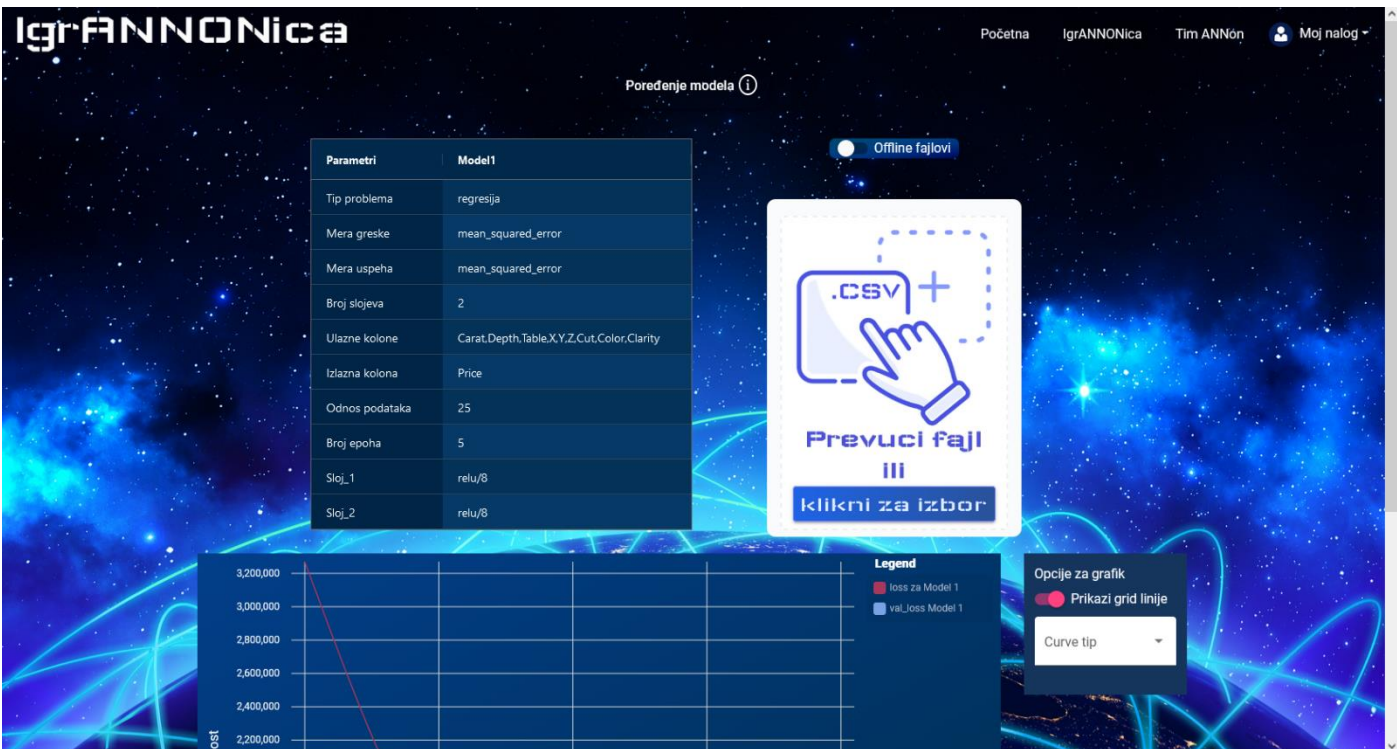 IgrANNONica
Početna IgrANNONica Tim ANNon Moj nalog
Poređenje modela i
Parametri Model1
Tip problema regresija
Mera greske mean_squared_error
Mera uspeha mean_squared_error
Broj slojeva 2
Ulazne kolone Carat,Depth,Table,X,Y,Z,Cut,Color,Clarity
Izlazna kolona Price
Odnos podataka 25
Broj epoha 5
Sloj_1 relu/8
Sloj_2 relu/8
Offline fajlovi
.CSV
Prevuci fajl
ili
klikni za izbor
3,200,000
3,000,000
2,800,000
2,600,000
2,400,000
2,200,000
Legend
loss za Model 1
val_loss Model 1
Opcije za grafik
Prikazi grid linije
Curve tip